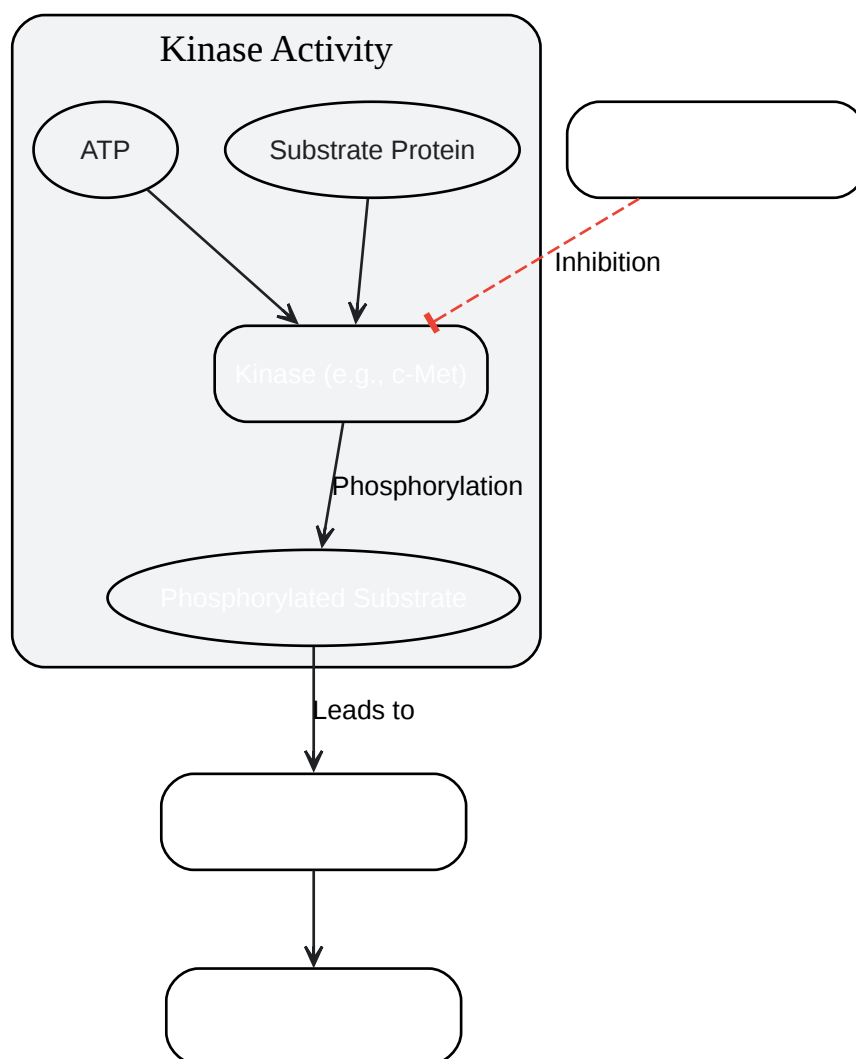 Kinase Activity
ATP
Substrate Protein
Inhibition
Kinase (e.g., c-Met)
Phosphorylation
Phosphorylated Substrate
Leads to